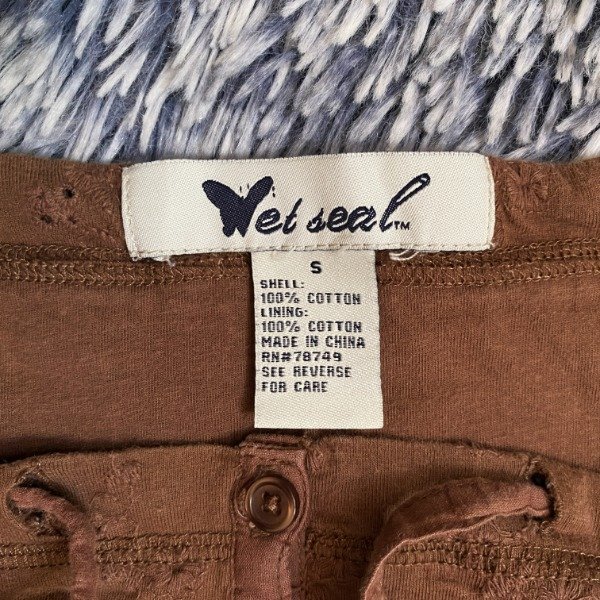 Wet seal™
S
SHELL:
100% COTTON
LINING:
100% COTTON
MADE IN CHINA
RN#78749
SEE REVERSE
FOR CARE